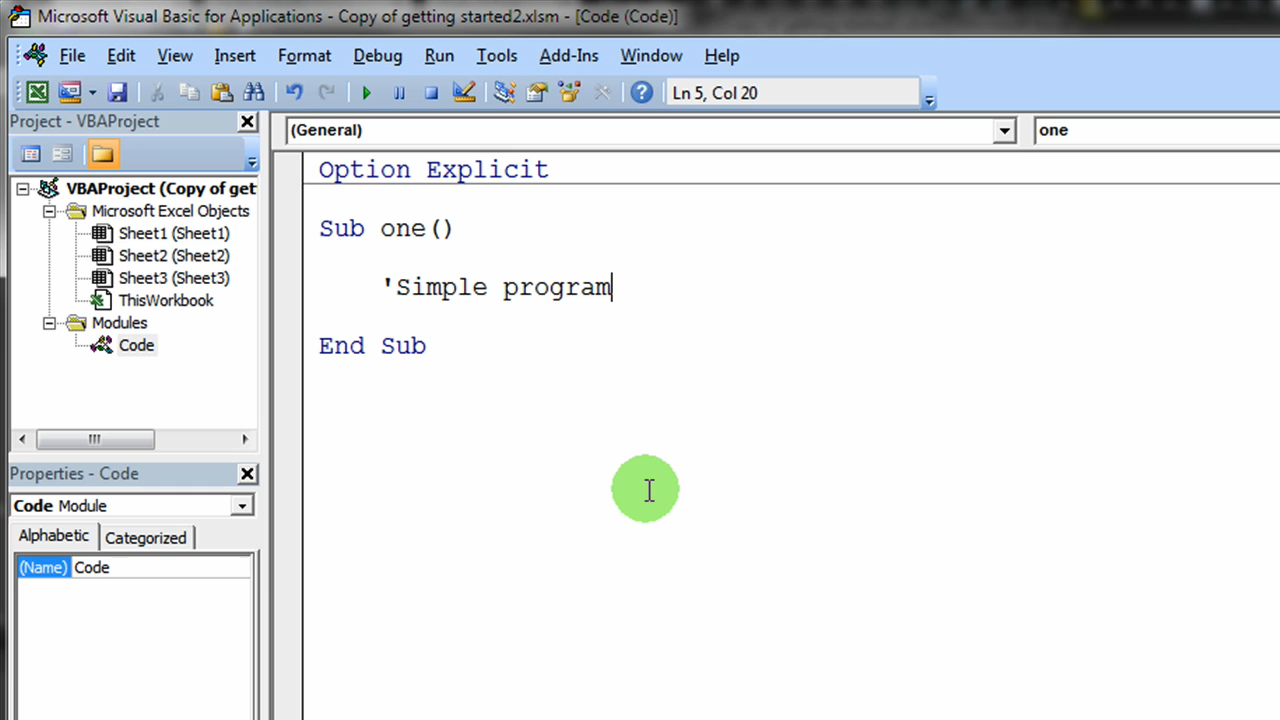 Microsoft Visual Basic for Applications - Copy of getting started2.xlsm - [Code (Code)]
File Edit View Insert Format Debug Run Tools Add-Ins Window Help
Ln 5, Col 20
Project - VBAProject
(General) one
VBAProject (Copy of get
Microsoft Excel Objects
Sheet1 (Sheet1)
Sheet2 (Sheet2)
Sheet3 (Sheet3)
ThisWorkbook
Modules
Code
Option Explicit
Sub one()
'Simple program
End Sub
Properties - Code
Code Module
Alphabetic Categorized
(Name) Code